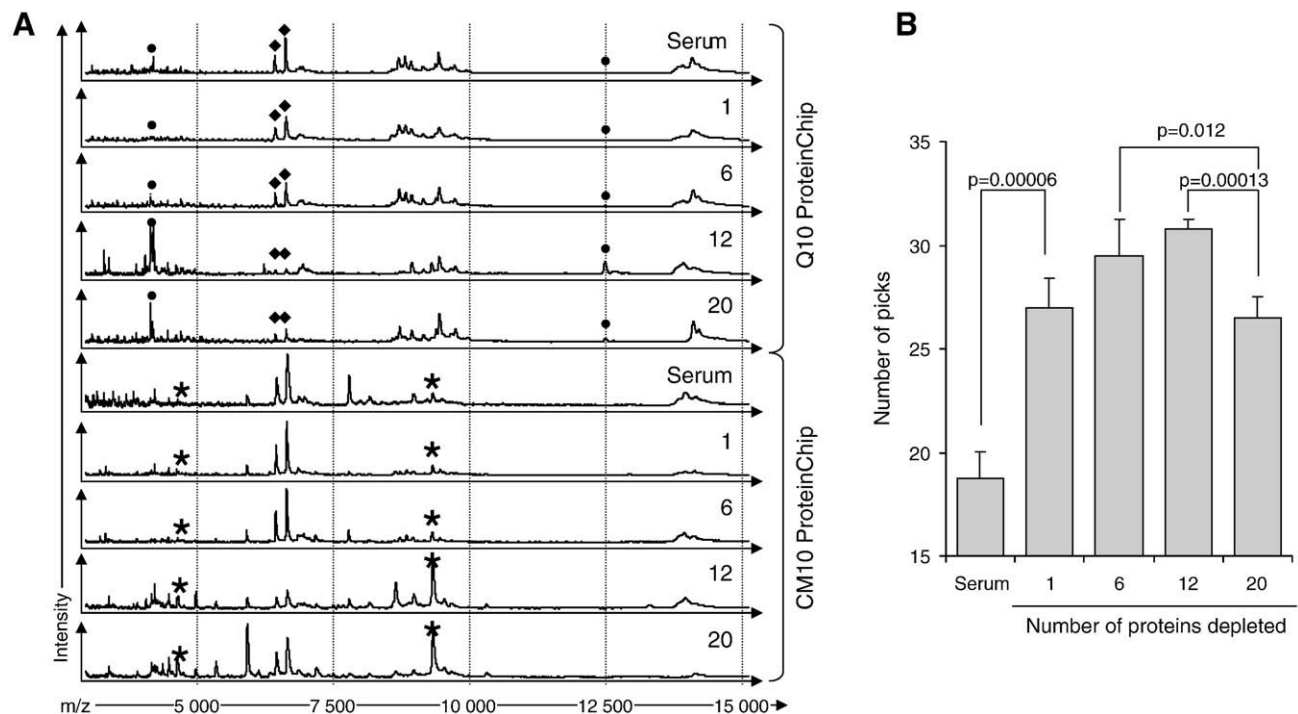 A
Serum
1
6
12
20
Q10 ProteinChip
Serum
1
6
12
20
CM10 ProteinChip
Intensity
m/z 5 000 7 500 10 000 12 500 15 000
B
35
30
25
20
15
Number of picks
p=0.012
p=0.00006 p=0.00013
Serum 1 6 12 20
Number of proteins depleted